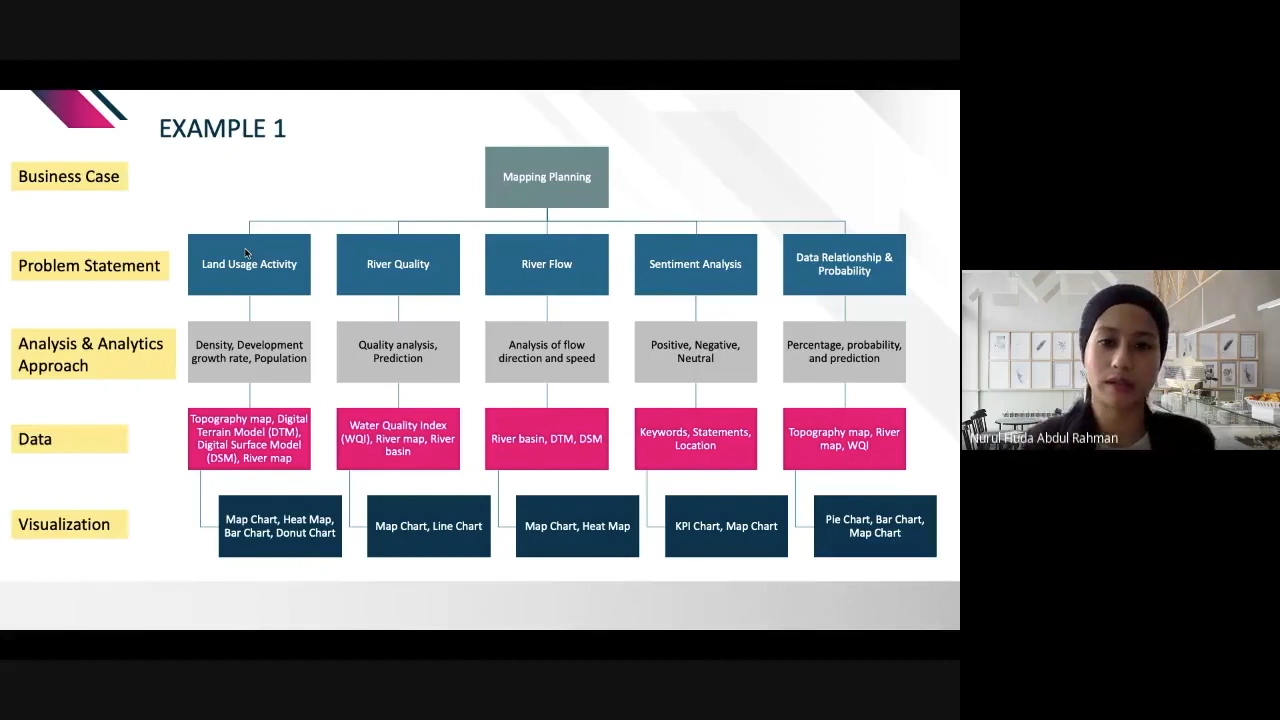 EXAMPLE 1
Business Case
Mapping Planning
Problem Statement
Land Usage Activity
River Quality
River Flow
Sentiment Analysis
Data Relationship &
Probability
Analysis & Analytics
Approach
Density, Development
growth rate, Population
Quality analysis,
Prediction
Analysis of flow
direction and speed
Positive, Negative,
Neutral
Percentage, probability,
and prediction
Data
Topography map, Digital
Terrain Model (DTM),
Digital Surface Model
(DSM), River map
Water Quality Index
(WQI), River map, River
basin
River basin, DTM, DSM
Keywords, Statements,
Location
Topography map, River
map, WQI
Visualization
Map Chart, Heat Map,
Bar Chart, Donut Chart
Map Chart, Line Chart
Map Chart, Heat Map
KPI Chart, Map Chart
Pie Chart, Bar Chart,
Map Chart
Nurul Huda Abdul Rahman